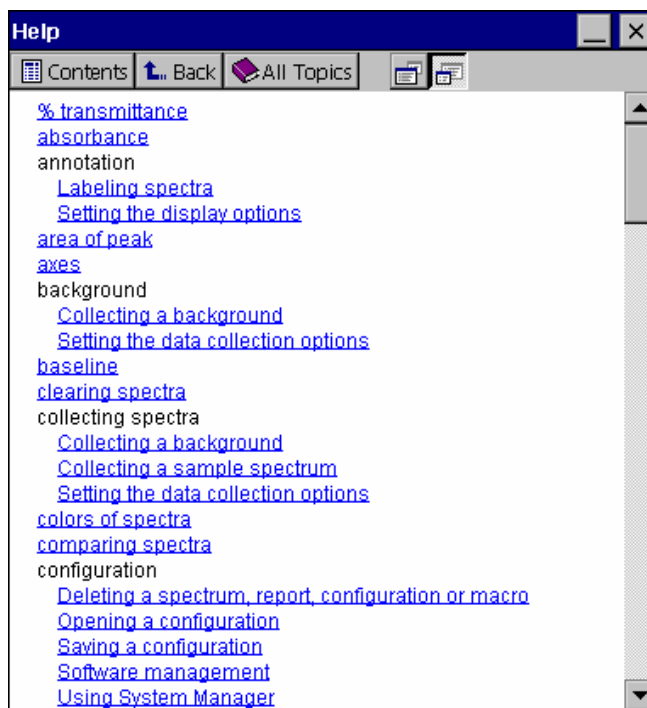 Help
Contents Back All Topics
% transmittance
absorbance
annotation
Labeling spectra
Setting the display options
area of peak
axes
background
Collecting a background
Setting the data collection options
baseline
clearing spectra
collecting spectra
Collecting a background
Collecting a sample spectrum
Setting the data collection options
colors of spectra
comparing spectra
configuration
Deleting a spectrum, report, configuration or macro
Opening a configuration
Saving a configuration
Software management
Using System Manager